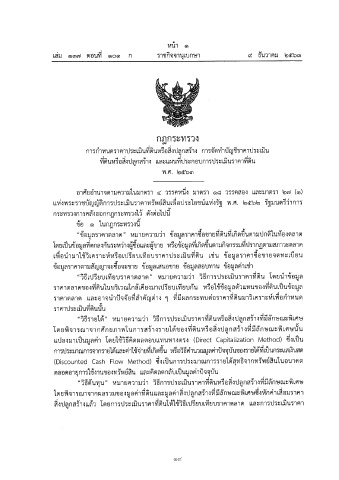 หน้า ๑
เล่ม ๑๓๗ ตอนที่ ๑๐๑ ก ราชกิจจานุเบกษา ๙ ธันวาคม ๒๕๖๓
กฎกระทรวง
การกำหนดราคาประเมินที่ดินหรือสิ่งปลูกสร้าง การจัดทำบัญชีราคาประเมิน
ที่ดินหรือสิ่งปลูกสร้าง และแผนที่ประกอบการประเมินราคาที่ดิน
พ.ศ. ๒๕๖๓
อาศัยอำนาจตามความในมาตรา ๔ วรรคหนึ่ง มาตรา ๑๘ วรรคสอง และมาตรา ๒๗ (๑)
แห่งพระราชบัญญัติการประเมินราคาทรัพย์สินเพื่อประโยชน์แห่งรัฐ พ.ศ. ๒๕๖๒ รัฐมนตรีว่าการ
กระทรวงการคลังออกกฎกระทรวงไว้ ดังต่อไปนี้
ข้อ ๑ ในกฎกระทรวงนี้
“ข้อมูลราคาตลาด” หมายความว่า ข้อมูลราคาซื้อขายที่ดินที่เกิดขึ้นตามปกติในท้องตลาด
โดยเป็นข้อมูลที่ตกลงกันระหว่างผู้ซื้อและผู้ขาย หรือข้อมูลที่เกิดขึ้นตามกิจกรรมที่ปรากฏตามสภาวะตลาด
เพื่อนำมาใช้วิเคราะห์หรือเปรียบเทียบราคาประเมินที่ดิน เช่น ข้อมูลราคาซื้อขายจดทะเบียน
ข้อมูลราคาตามสัญญาจะซื้อจะขาย ข้อมูลเสนอขาย ข้อมูลสอบถาม ข้อมูลค่าเช่า
“วิธีเปรียบเทียบราคาตลาด” หมายความว่า วิธีการประเมินราคาที่ดิน โดยนำข้อมูล
ราคาตลาดของที่ดินในบริเวณใกล้เคียงมาเปรียบเทียบกัน หรือใช้ข้อมูลตัวแทนของที่ดินเป็นข้อมูล
ราคาตลาด และอาจนำปัจจัยที่สำคัญต่าง ๆ ที่มีผลกระทบต่อราคาที่ดินมาวิเคราะห์เพื่อกำหนด
ราคาประเมินที่ดินนั้น
“วิธีรายได้” หมายความว่า วิธีการประเมินราคาที่ดินหรือสิ่งปลูกสร้างที่มีลักษณะพิเศษ
โดยพิจารณาจากศักยภาพในการสร้างรายได้ของที่ดินหรือสิ่งปลูกสร้างที่มีลักษณะพิเศษนั้น
แปลงมาเป็นมูลค่า โดยใช้วิธีคิดผลตอบแทนทางตรง (Direct Capitalization Method) ซึ่งเป็น
การประมาณการจากรายได้และค่าใช้จ่ายที่เกิดขึ้น หรือวิธีคำนวณมูลค่าปัจจุบันของรายได้ที่เป็นกระแสเงินสด
(Discounted Cash Flow Method) ซึ่งเป็นการประมาณการรายได้สุทธิจากทรัพย์สินในอนาคต
ตลอดอายุการใช้งานของทรัพย์สิน และคิดลดกลับเป็นมูลค่าปัจจุบัน
“วิธีต้นทุน” หมายความว่า วิธีการประเมินราคาที่ดินหรือสิ่งปลูกสร้างที่มีลักษณะพิเศษ
โดยพิจารณาจากผลรวมของมูลค่าที่ดินและมูลค่าสิ่งปลูกสร้างที่มีลักษณะพิเศษซึ่งหักค่าเสื่อมราคา
สิ่งปลูกสร้างแล้ว โดยการประเมินราคาที่ดินให้ใช้วิธีเปรียบเทียบราคาตลาด และการประเมินราคา